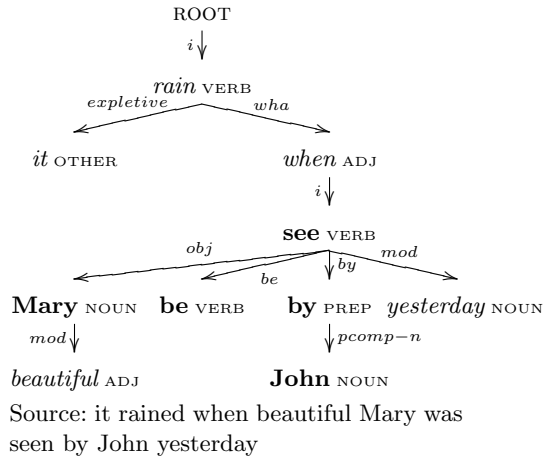 ROOT
i
rain VERB
expletive wha
it OTHER when ADJ
i
see VERB
obj be by mod
Mary NOUN be VERB by PREP yesterday NOUN
mod pcomp−n
beautiful ADJ John NOUN
Source: it rained when beautiful Mary was
seen by John yesterday